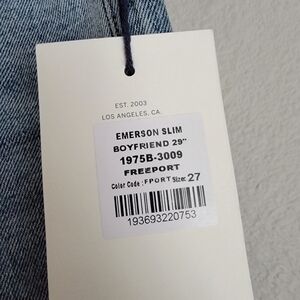 EST. 2003
LOS ANGELES, CA.
EMERSON SLIM
BOYFRIEND 29"
1975B-3009
FREEPORT
Color Code: FPORT Size: 27
193693220753